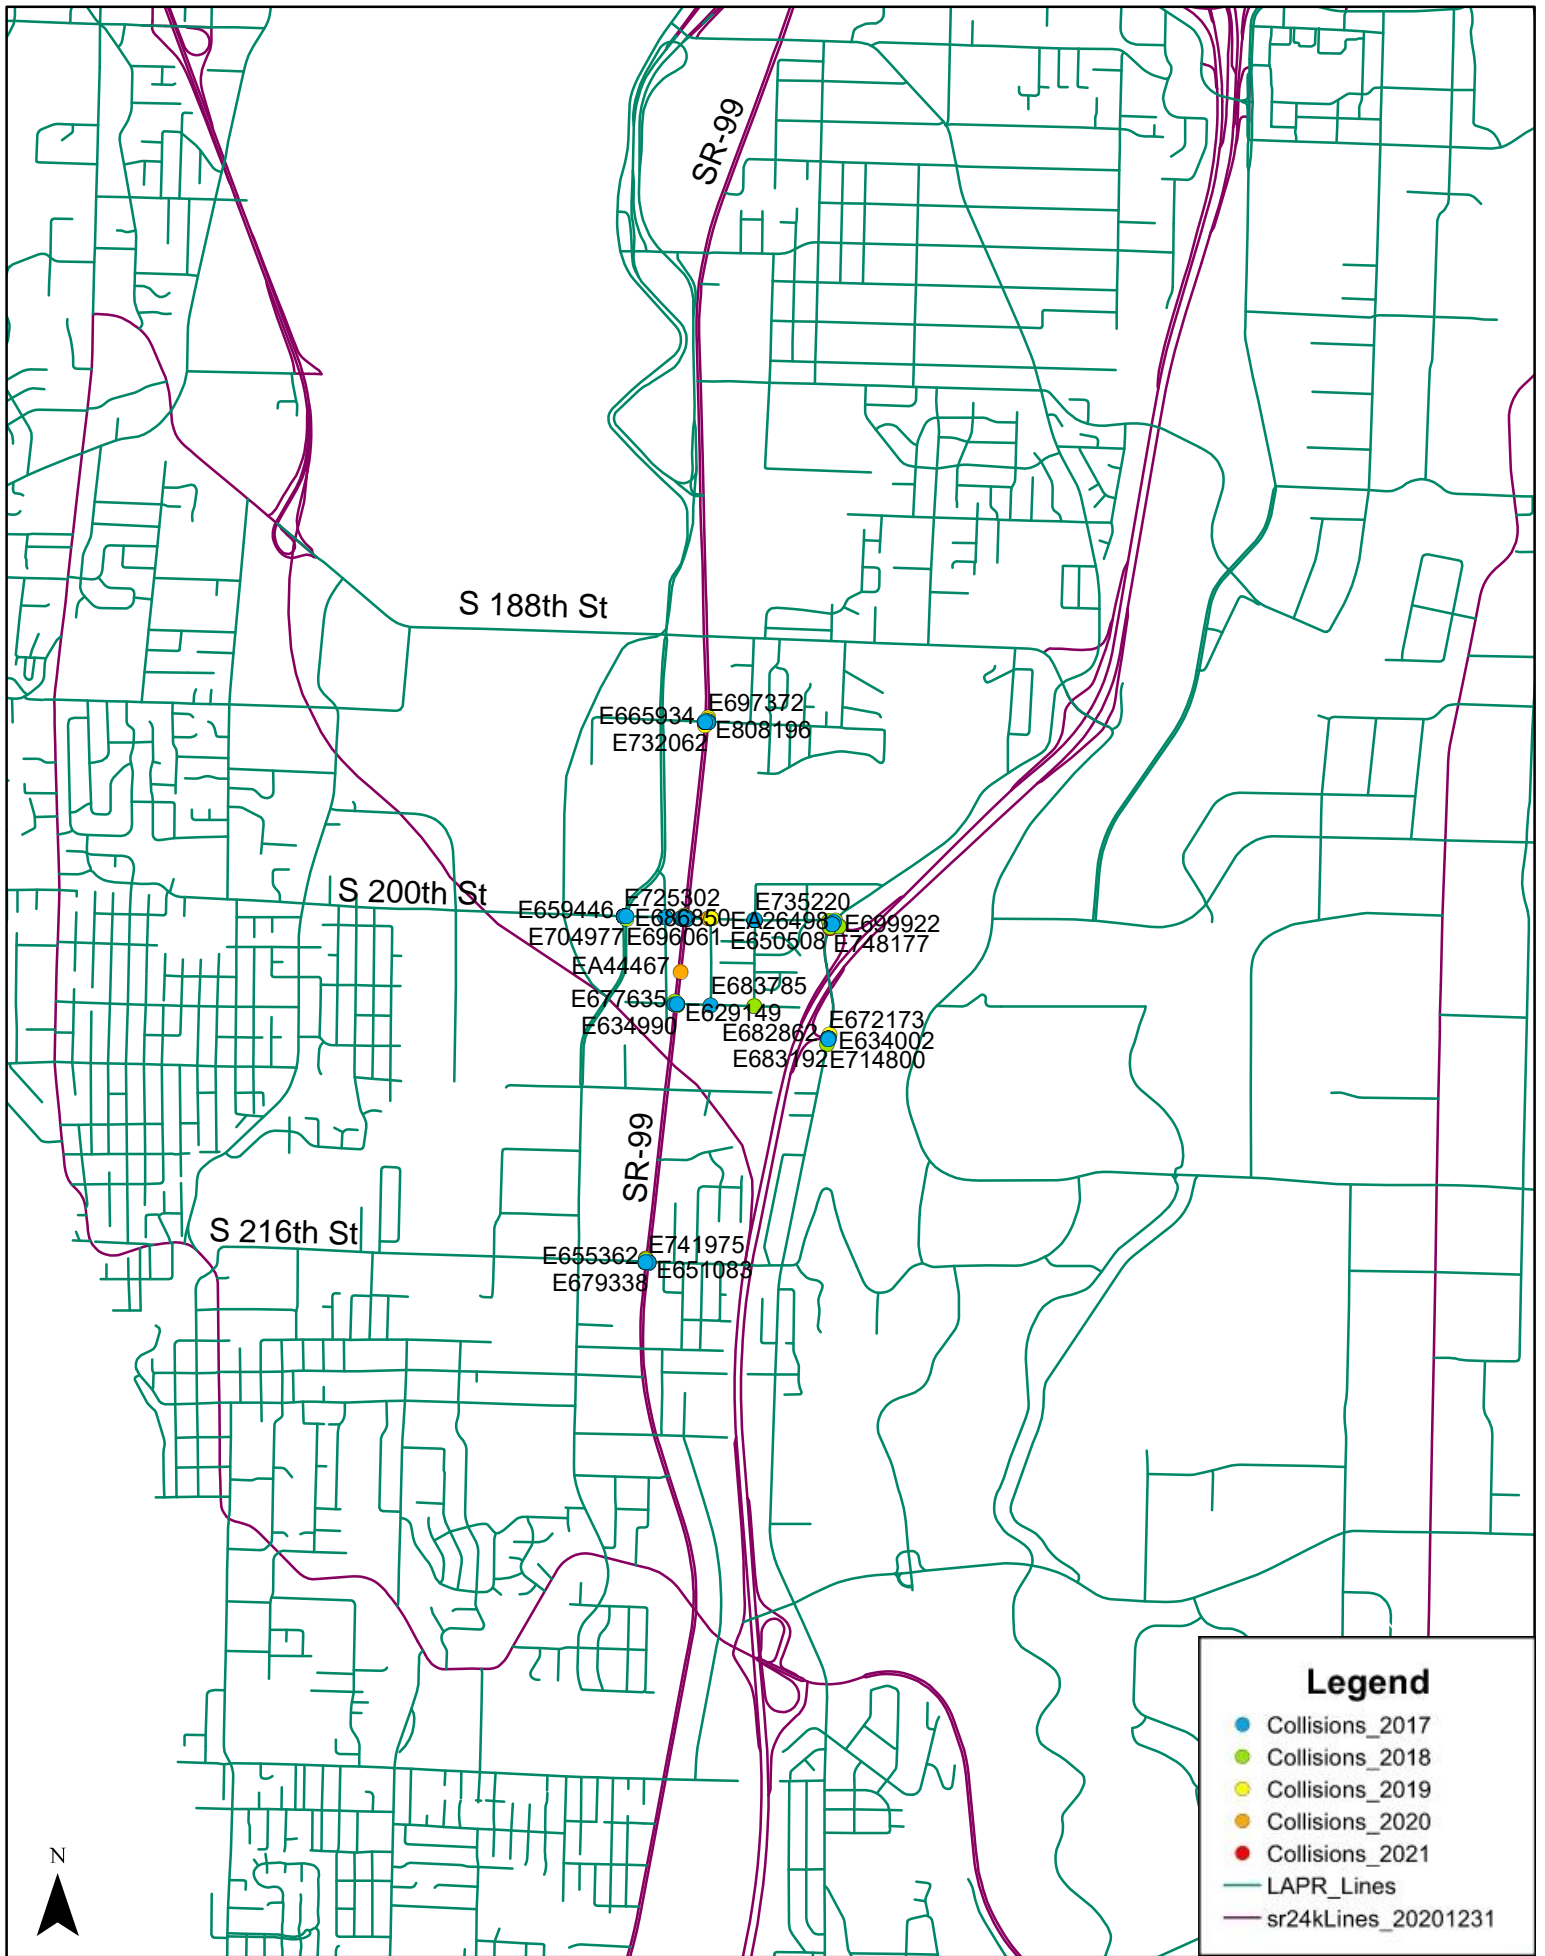 SR-99
S 188th St
E697372
E665934
E808196
E732062
S 200th St
E725302
E735220
E659446
E686850
EA26498
E699922
E704977
E696061
E650508
E748177
EA44467
E683785
E677635
E629149
E634990
E672173
E682862
E634002
E683192
E714800
SR-99
S 216th St
E741975
E655362
E651083
E679338
Legend
Collisions_2017
Collisions_2018
Collisions_2019
Collisions_2020
Collisions_2021
LAPR_Lines
sr24kLines_20201231
N